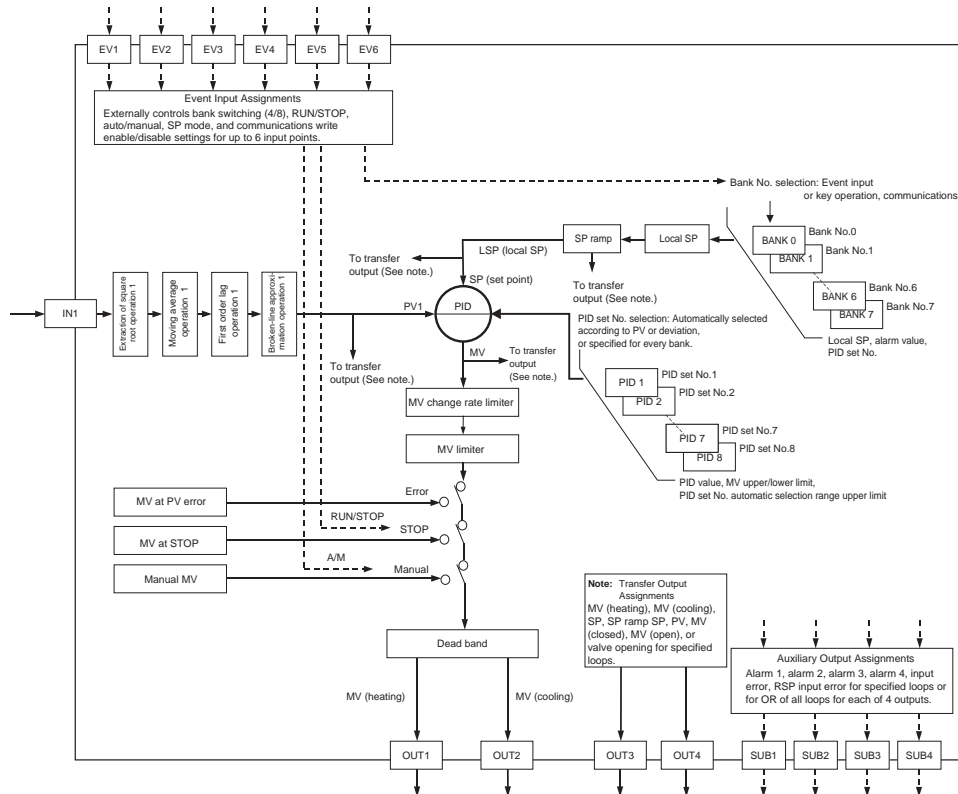 EV1
EV2
EV3
EV4
EV5
EV6
Event Input Assignments
Externally controls bank switching (4/8), RUN/STOP,
auto/manual, SP mode, and communications write
enable/disable settings for up to 6 input points.
Bank No. selection: Event input
or key operation, communications
BANK 0
Bank No.0
BANK 1
Bank No.1
BANK 6
Bank No.6
BANK 7
Bank No.7
Local SP, alarm value,
PID set No.
Local SP
SP ramp
LSP (local SP)
To transfer
output (See note.)
SP (set point)
To transfer
output (See note.)
IN1
Extraction of square
root operation 1
Moving average
operation 1
First order lag
operation 1
Broken-line approxi-
mation operation 1
PV1
PID
To transfer
output (See note.)
MV
To transfer
output
(See note.)
PID set No. selection: Automatically selected
according to PV or deviation,
or specified for every bank.
PID 1
PID set No.1
PID 2
PID set No.2
PID 7
PID set No.7
PID 8
PID set No.8
PID value, MV upper/lower limit,
PID set No. automatic selection range upper limit
MV change rate limiter
MV limiter
MV at PV error
Error
RUN/STOP
MV at STOP
STOP
A/M
Manual MV
Manual
Dead band
MV (heating)
MV (cooling)
Note: Transfer Output
Assignments
MV (heating), MV (cooling),
SP, SP ramp SP, PV, MV
(closed), MV (open), or
valve opening for specified
loops.
Auxiliary Output Assignments
Alarm 1, alarm 2, alarm 3, alarm 4, input
error, RSP input error for specified loops or
for OR of all loops for each of 4 outputs.
OUT1
OUT2
OUT3
OUT4
SUB1
SUB2
SUB3
SUB4